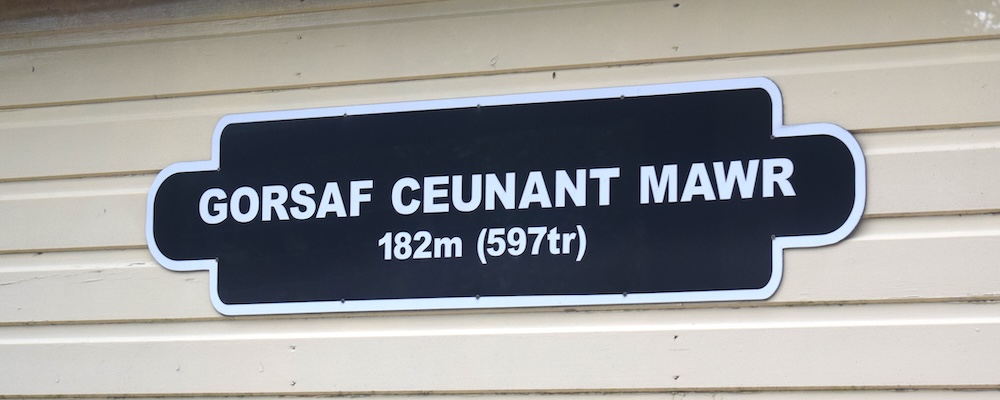 GORSAF CEUNANT MAWR
182m (597tr)